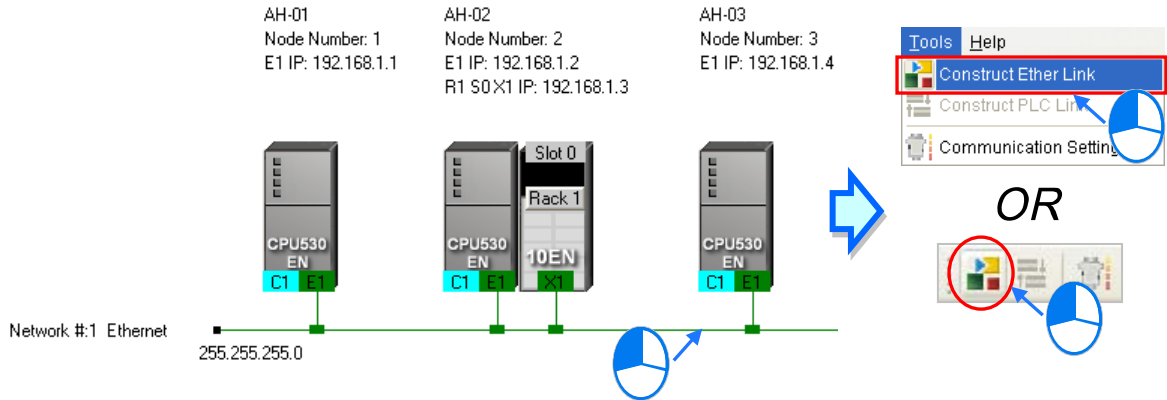 AH-01
Node Number: 1
E1 IP: 192.168.1.1
AH-02
Node Number: 2
E1 IP: 192.168.1.2
R1 S0 X1 IP: 192.168.1.3
AH-03
Node Number: 3
E1 IP: 192.168.1.4
CPU530
EN
C1 E1
CPU530
EN
C1 E1
Slot 0
Rack 1
10EN
X1
CPU530
EN
C1 E1
Network #:1 Ethernet
255.255.255.0
Tools Help
Construct Ether Link
Construct PLC Lin
Communication Setting
OR